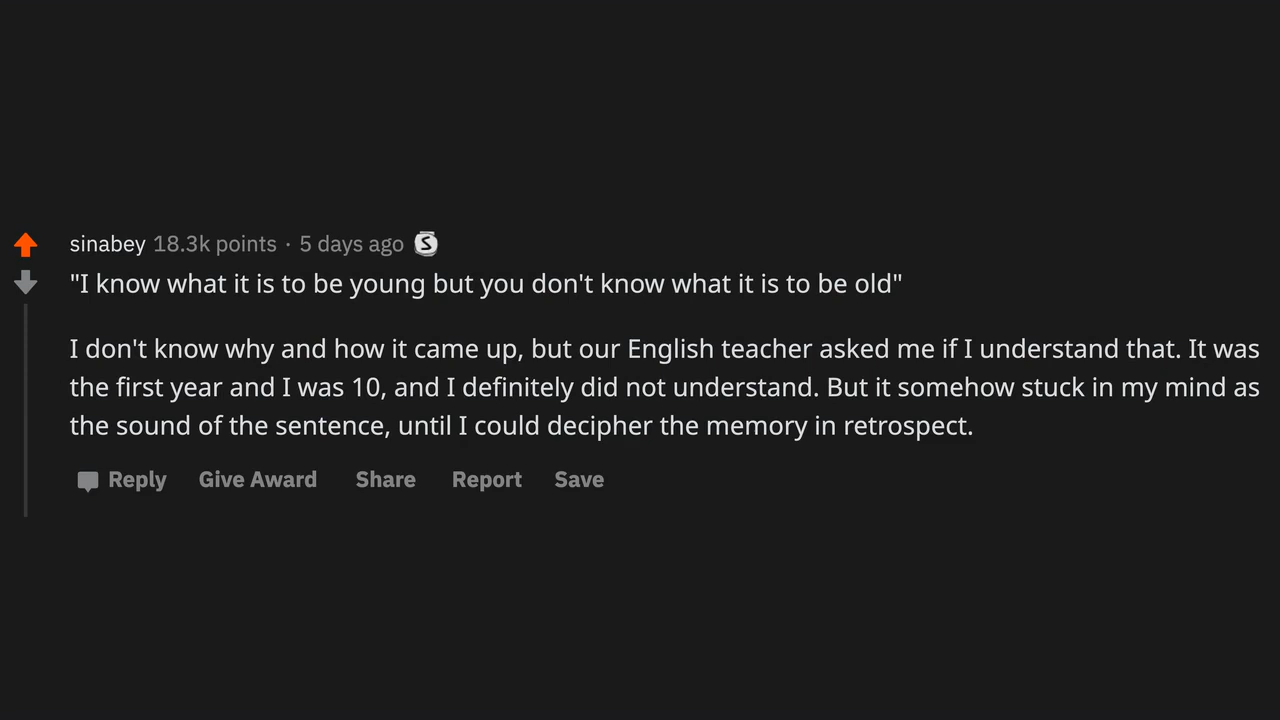 sinabey 18.3k points · 5 days ago S
"I know what it is to be young but you don't know what it is to be old"
I don't know why and how it came up, but our English teacher asked me if I understand that. It was
the first year and I was 10, and I definitely did not understand. But it somehow stuck in my mind as
the sound of the sentence, until I could decipher the memory in retrospect.
Reply Give Award Share Report Save